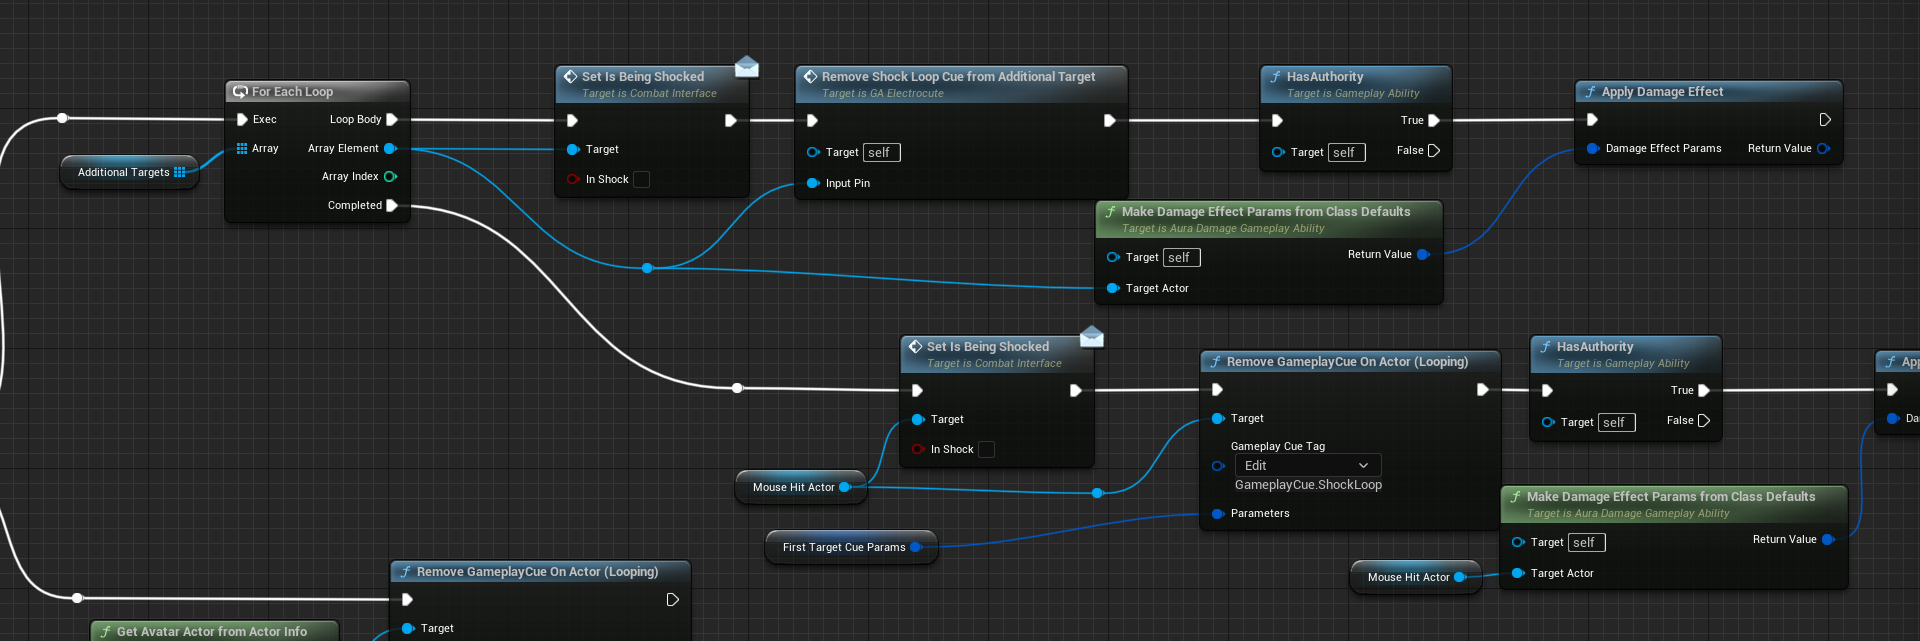 For Each Loop
Exec
Loop Body
Array
Array Element
Array Index
Completed
Additional Targets
Set Is Being Shocked
Target is Combat Interface
Target
In Shock
Remove Shock Loop Cue from Additional Target
Target is GA Electrocute
Target self
Input Pin
HasAuthority
Target is Gameplay Ability
True
Target self
False
Apply Damage Effect
Damage Effect Params
Return Value
Make Damage Effect Params from Class Defaults
Target is Aura Damage Gameplay Ability
Target self
Return Value
Target Actor
Set Is Being Shocked
Target is Combat Interface
Target
In Shock
Mouse Hit Actor
First Target Cue Params
Remove GameplayCue On Actor (Looping)
Target
Gameplay Cue Tag
Edit
GameplayCue.ShockLoop
Parameters
HasAuthority
Target is Gameplay Ability
True
Target self
False
App
Da
Make Damage Effect Params from Class Defaults
Target is Aura Damage Gameplay Ability
Target self
Return Value
Target Actor
Mouse Hit Actor
Remove GameplayCue On Actor (Looping)
Target
Get Avatar Actor from Actor Info